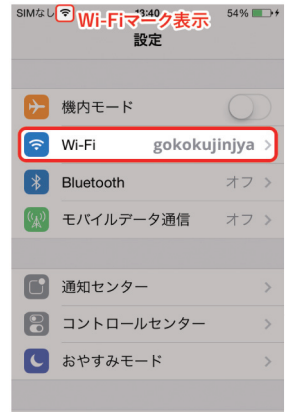 SIMなし 13:40 54%
Wi-Fiマーク表示
設定
機内モード
Wi-Fi gokokujinjya
Bluetooth オフ
モバイルデータ通信 オフ
通知センター
コントロールセンター
おやすみモード